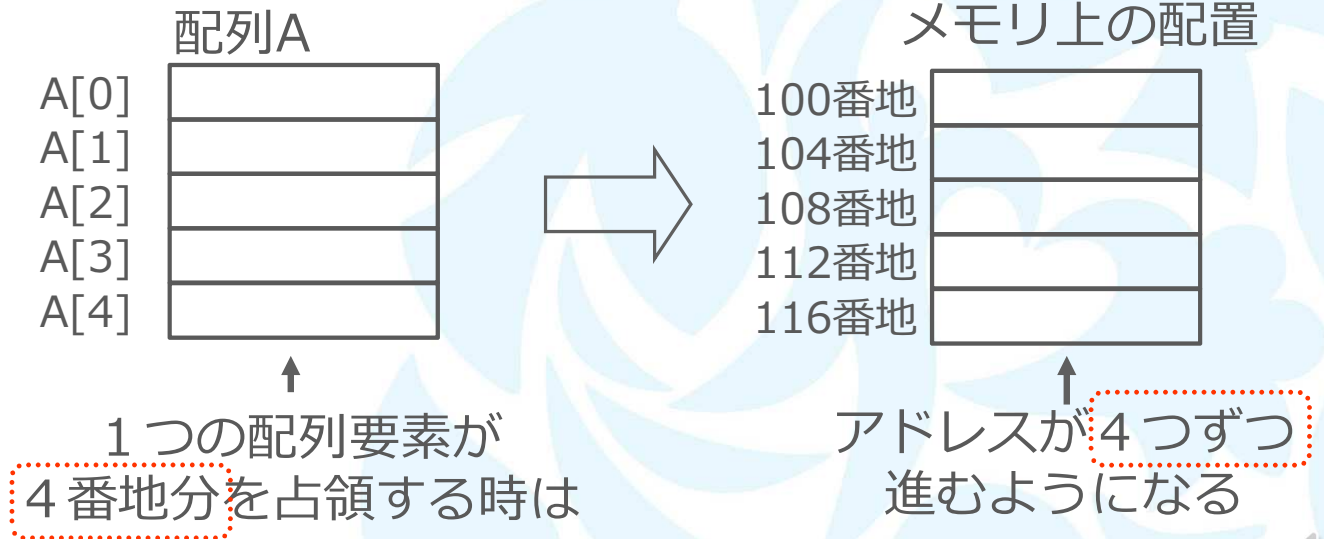 配列A
A[0]
A[1]
A[2]
A[3]
A[4]
１つの配列要素が
４番地分を占領する時は
メモリ上の配置
100番地
104番地
108番地
112番地
116番地
アドレスが４つずつ
進むようになる